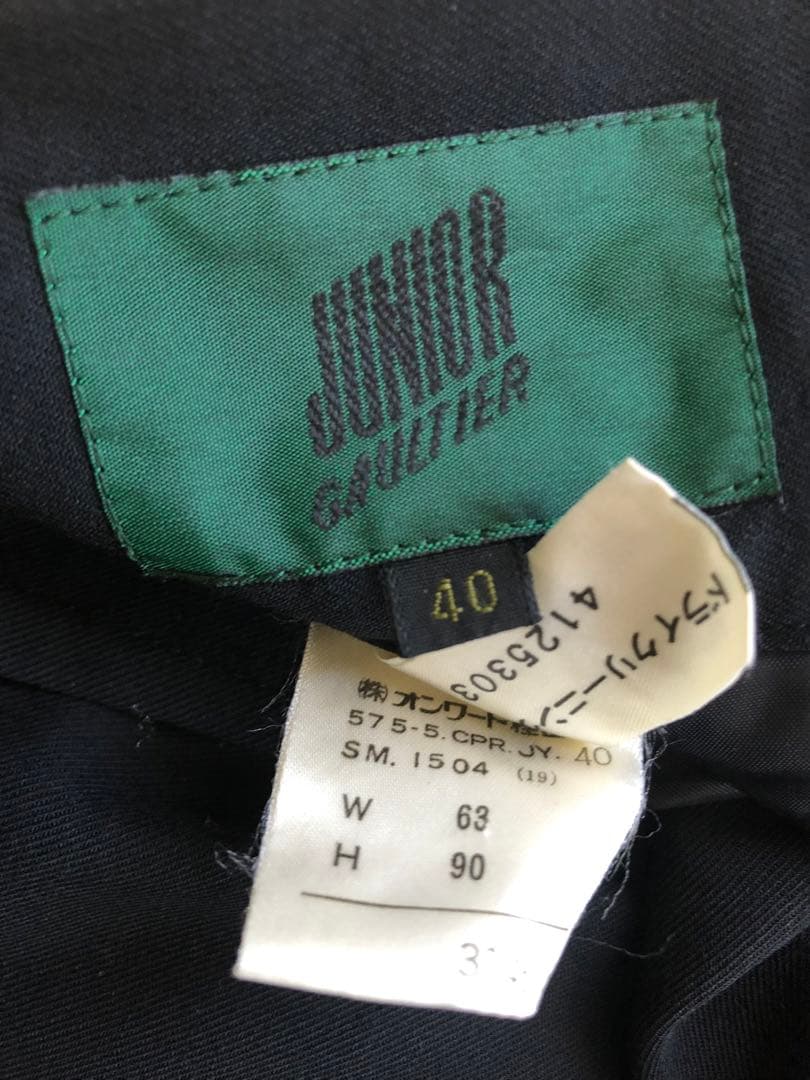 JUNIOR
GAULTIER
40
ドライクリーニン
4125303
㈱オンワード
575-5.CPR.JY. 40
SM. 1504 (19)
W 63
H 90